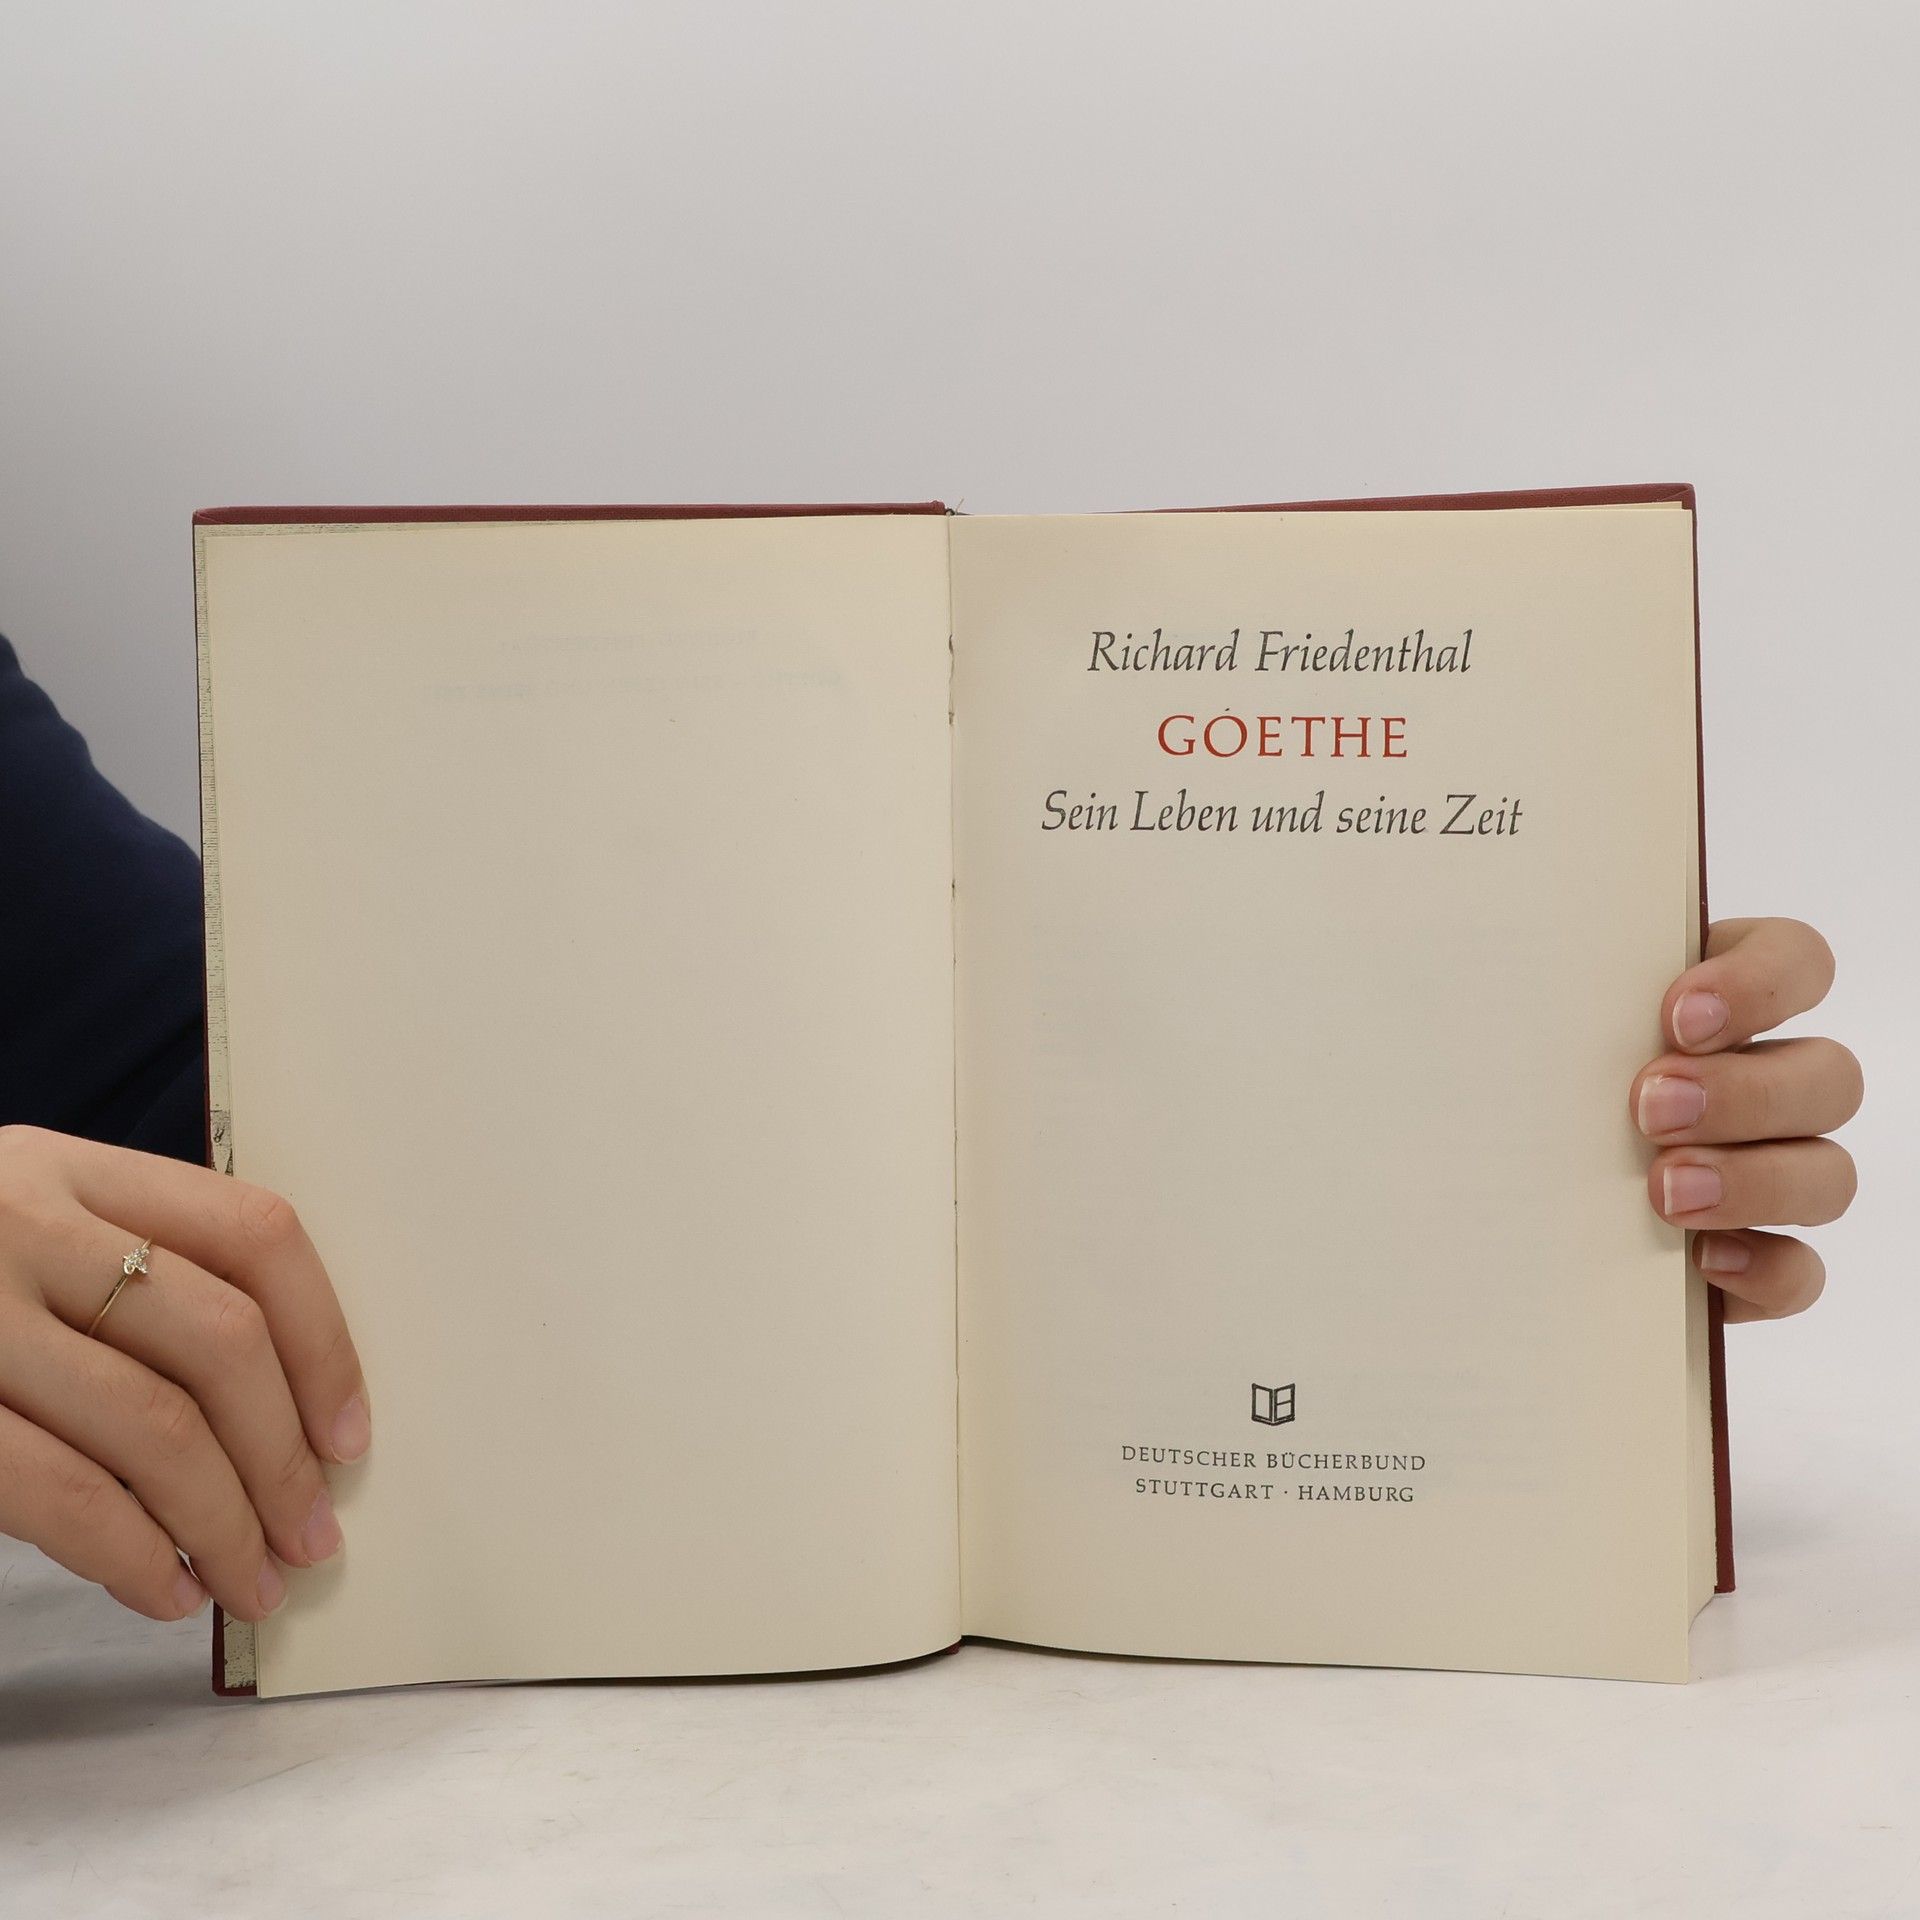 Richard Friedenthal
GOETHE
Sein Leben und seine Zeit
DEUTSCHER BÜCHERBUND
STUTTGART · HAMBURG